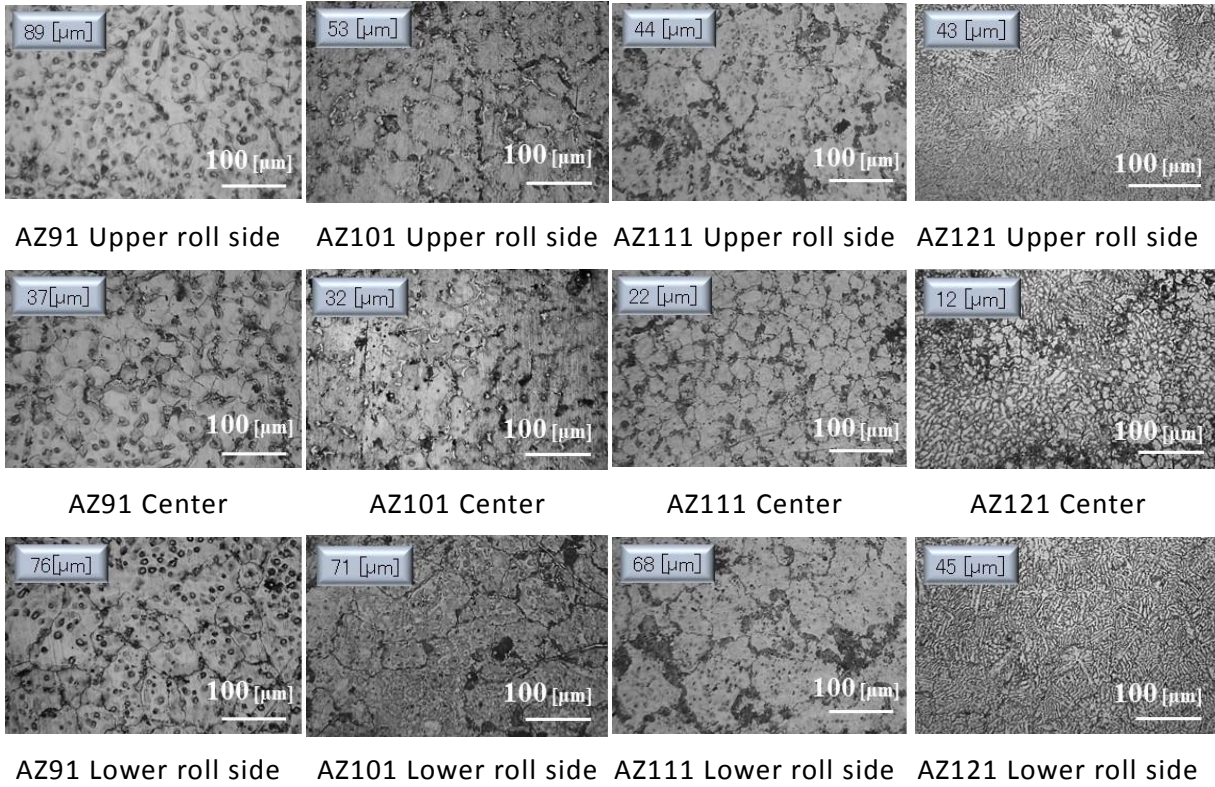 89 [μm]
53 [μm]
44 [μm]
43 [μm]
100 [μm]
100 [μm]
100 [μm]
100 [μm]
AZ91 Upper roll side
AZ101 Upper roll side
AZ111 Upper roll side
AZ121 Upper roll side
37[μm]
32 [μm]
22 [μm]
12 [μm]
100 [μm]
100 [μm]
100 [μm]
100 [μm]
AZ91 Center
AZ101 Center
AZ111 Center
AZ121 Center
76[μm]
71 [μm]
68 [μm]
45 [μm]
100 [μm]
100 [μm]
100 [μm]
100 [μm]
AZ91 Lower roll side
AZ101 Lower roll side
AZ111 Lower roll side
AZ121 Lower roll side